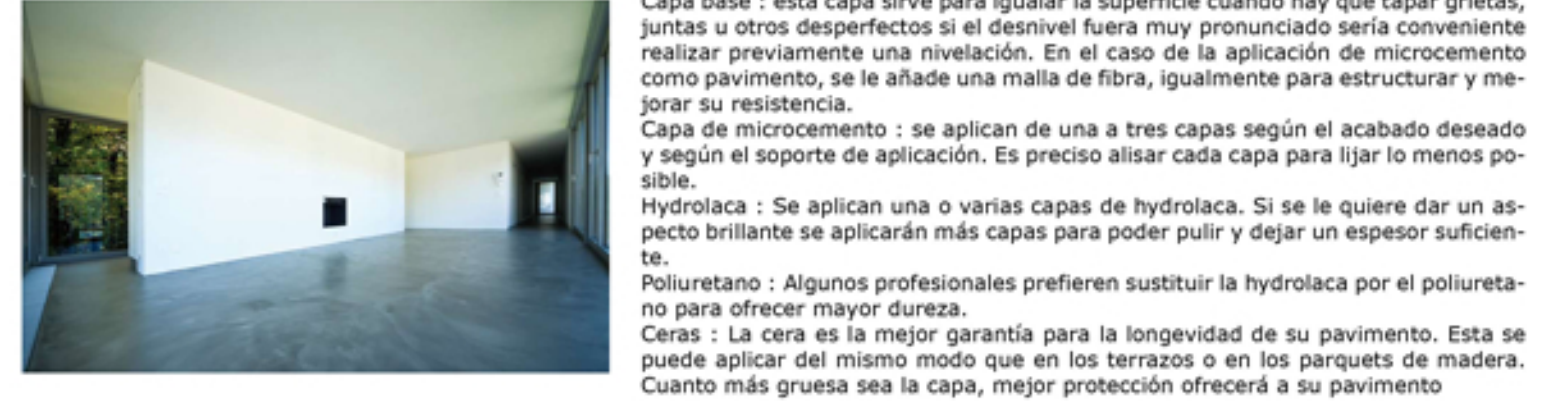 Capa base : esta capa sirve para igualar la superficie cuando hay que tapar grietas,
juntas u otros desperfectos si el desnivel fuera muy pronunciado sería conveniente
realizar previamente una nivelación. En el caso de la aplicación de microcemento
como pavimento, se le añade una malla de fibra, igualmente para estructurar y me-
jorar su resistencia.
Capa de microcemento : se aplican de una a tres capas según el acabado deseado
y según el soporte de aplicación. Es preciso alisar cada capa para lijar lo menos po-
sible.
Hydrolaca : Se aplican una o varias capas de hydrolaca. Si se le quiere dar un as-
pecto brillante se aplicarán más capas para poder pulir y dejar un espesor suficien-
te.
Poliuretano : Algunos profesionales prefieren sustituir la hydrolaca por el poliureta-
no para ofrecer mayor dureza.
Ceras : La cera es la mejor garantía para la longevidad de su pavimento. Esta se
puede aplicar del mismo modo que en los terrazos o en los parquets de madera.
Cuanto más gruesa sea la capa, mejor protección ofrecerá a su pavimento